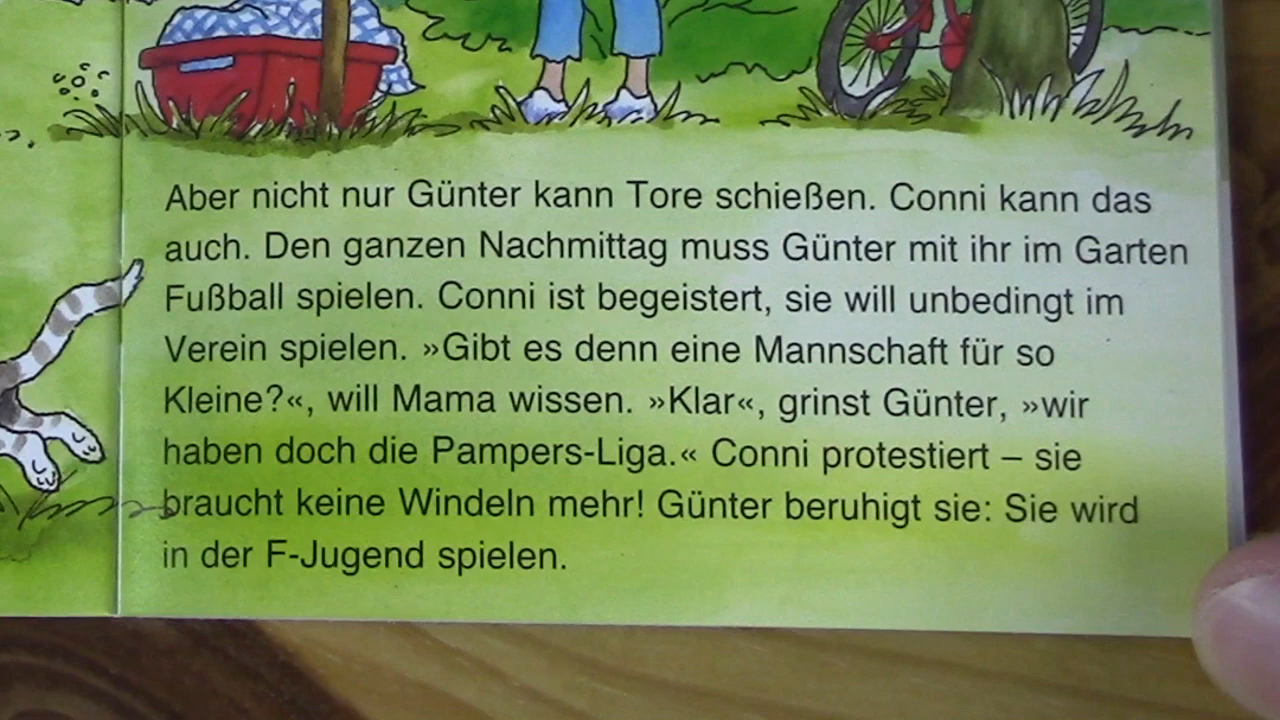 Aber nicht nur Günter kann Tore schießen. Conni kann das
auch. Den ganzen Nachmittag muss Günter mit ihr im Garten
Fußball spielen. Conni ist begeistert, sie will unbedingt im
Verein spielen. »Gibt es denn eine Mannschaft für so
Kleine?«, will Mama wissen. »Klar«, grinst Günter, »wir
haben doch die Pampers-Liga.« Conni protestiert – sie
braucht keine Windeln mehr! Günter beruhigt sie: Sie wird
in der F-Jugend spielen.